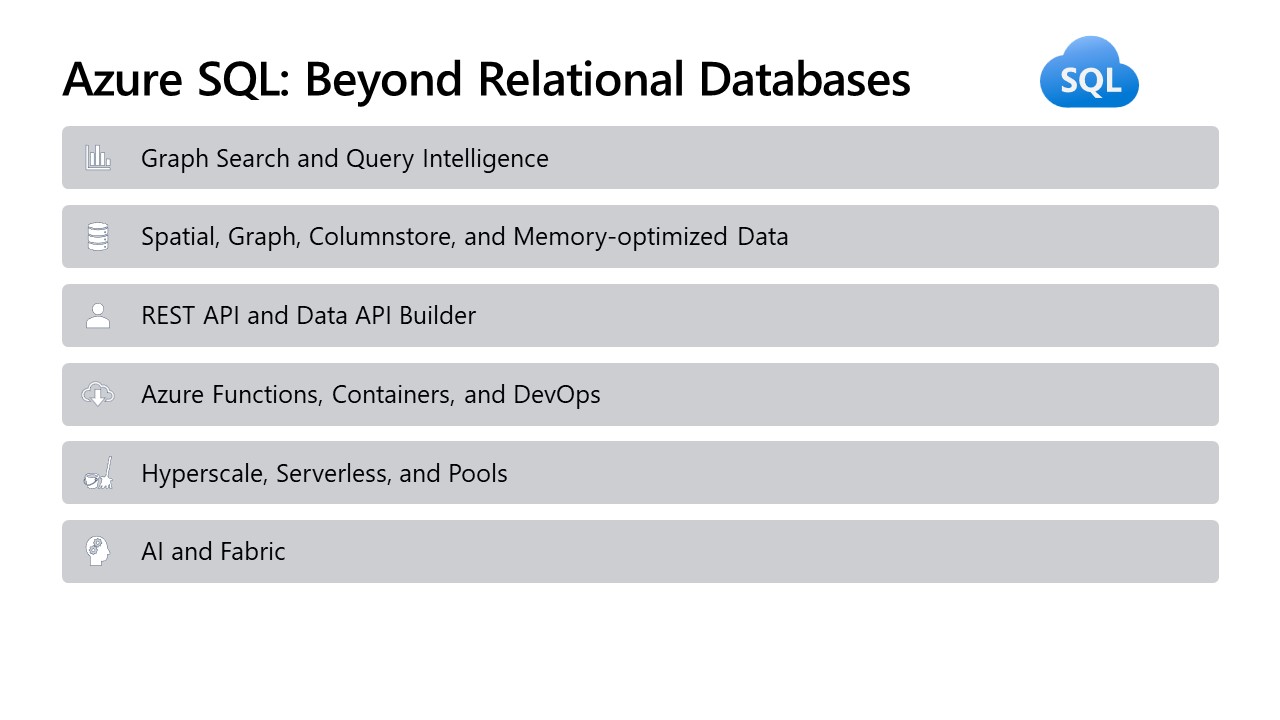 Azure SQL: Beyond Relational Databases
SQL
Graph Search and Query Intelligence
Spatial, Graph, Columnstore, and Memory-optimized Data
REST API and Data API Builder
Azure Functions, Containers, and DevOps
Hyperscale, Serverless, and Pools
AI and Fabric